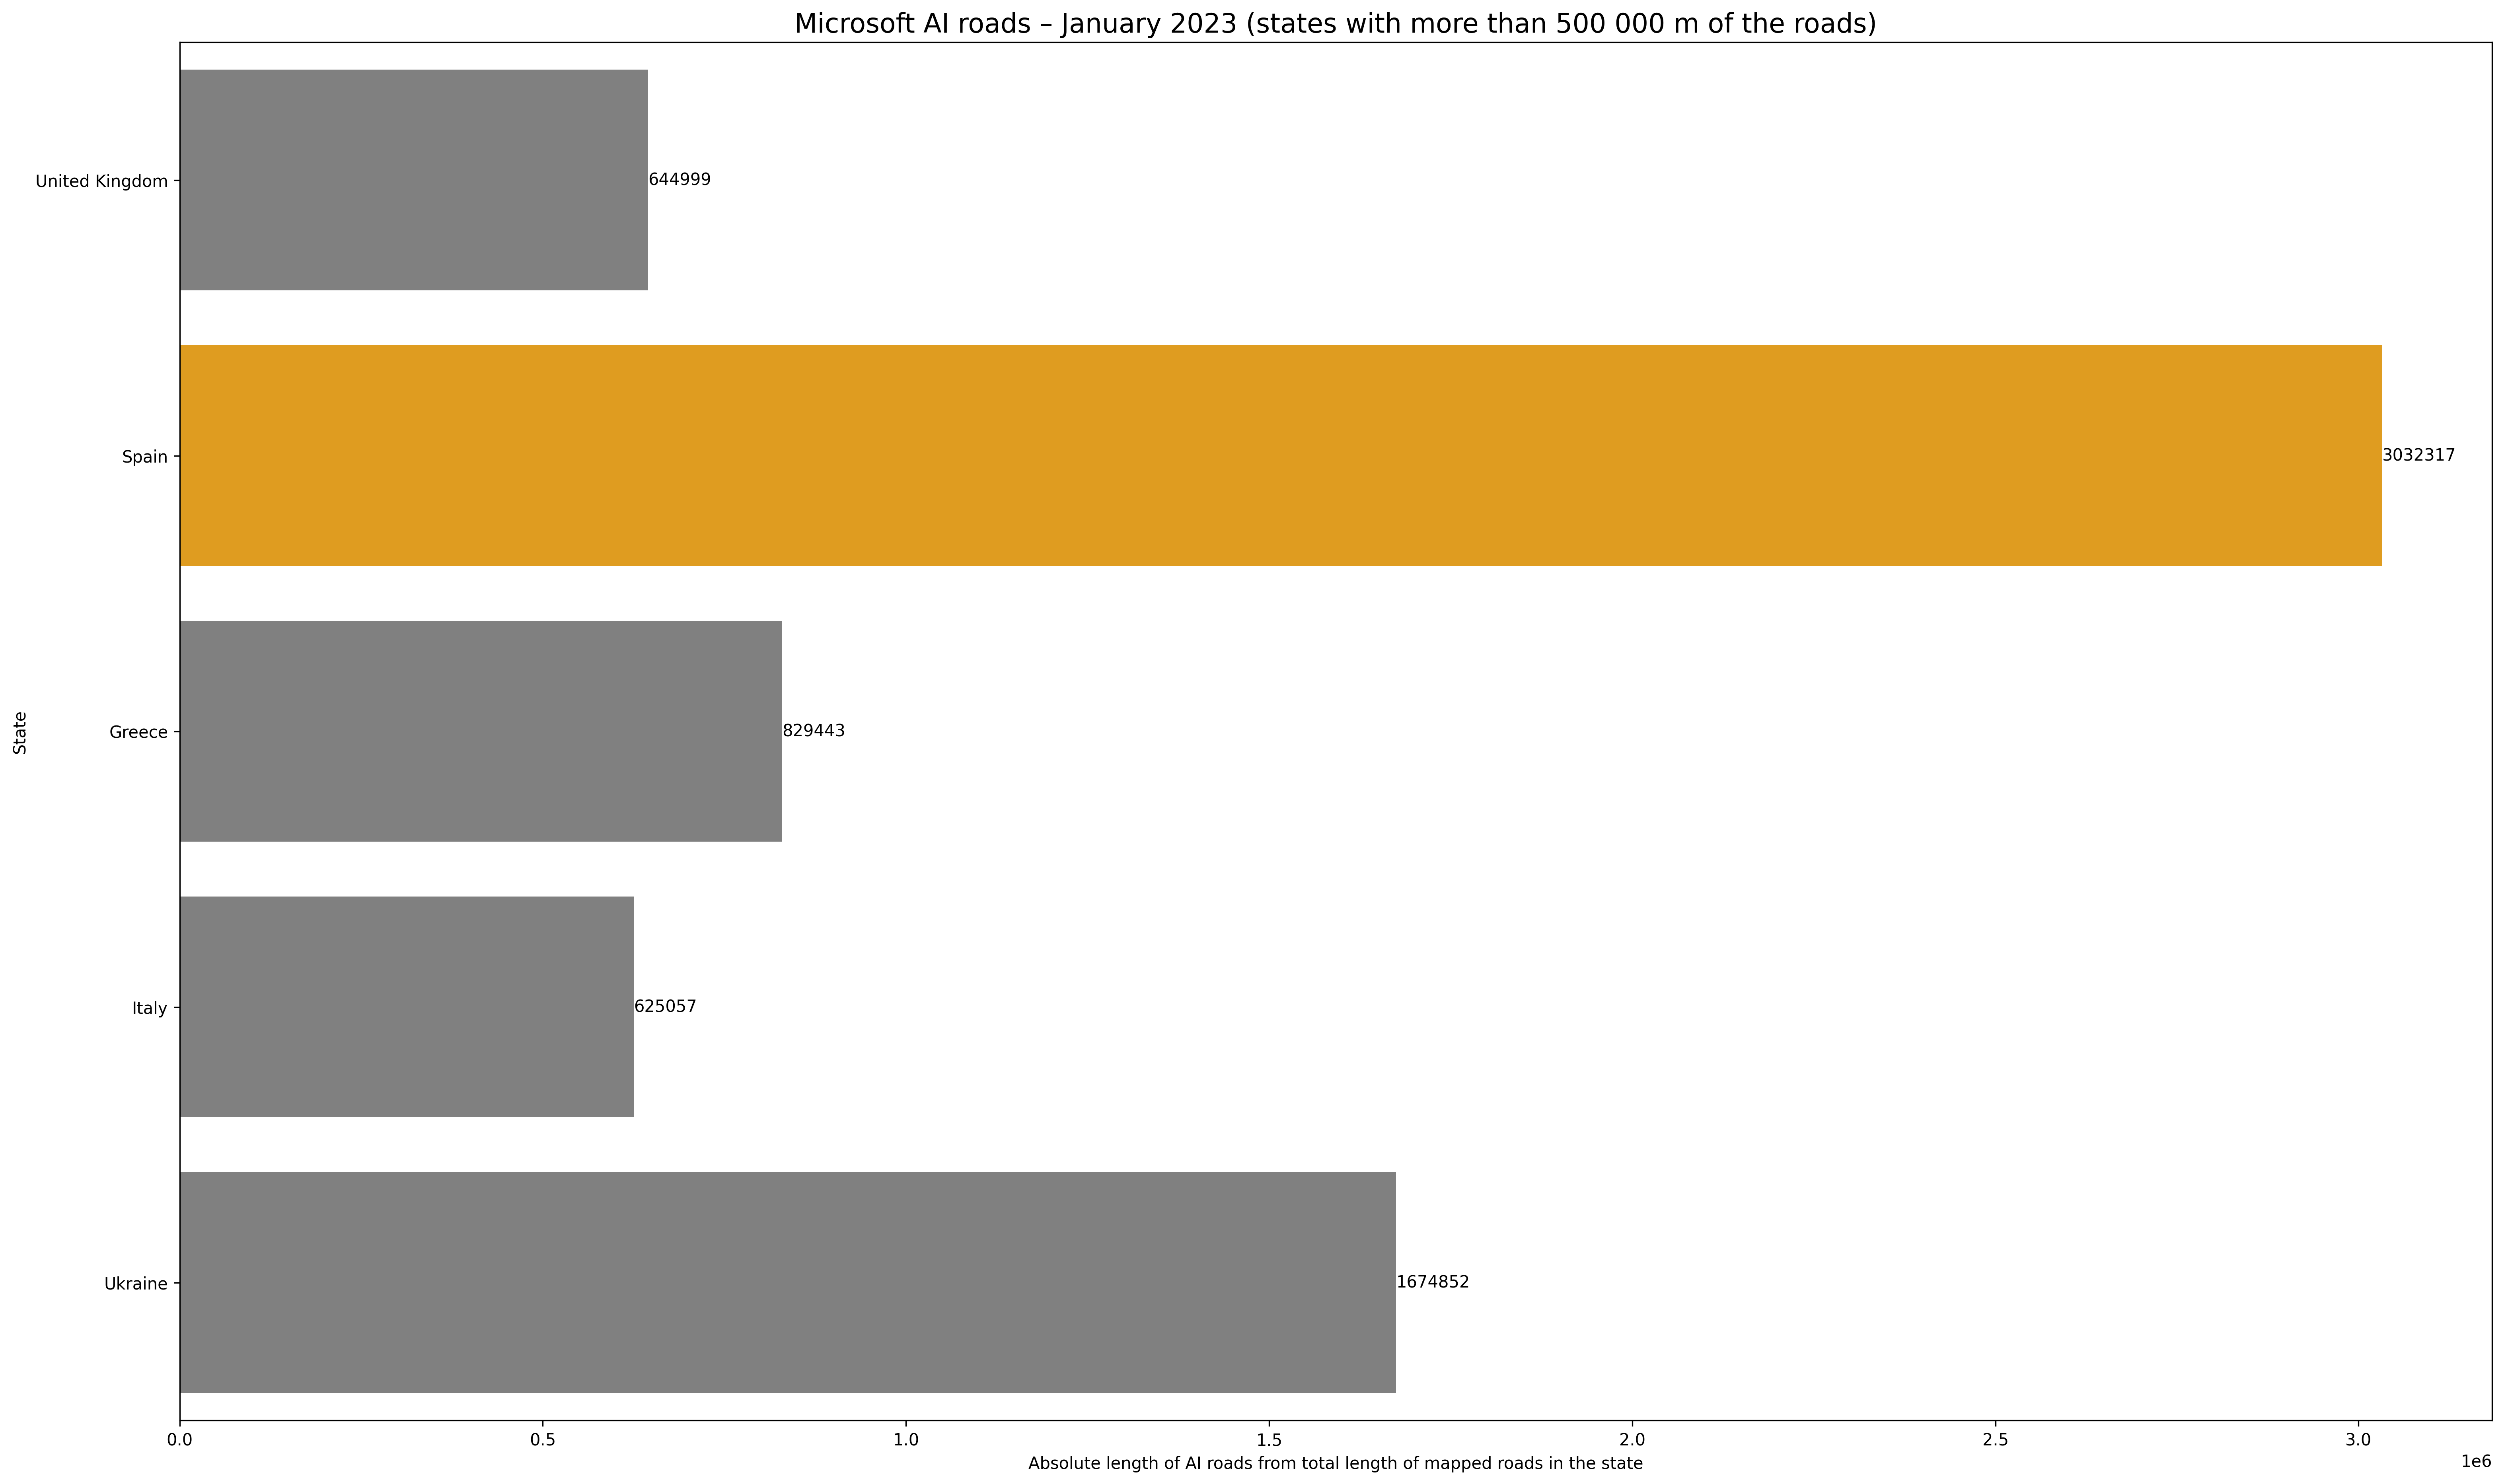 Microsoft AI roads – January 2023 (states with more than 500 000 m of the roads)
United Kingdom
644999
Spain
3032317
State
Greece
829443
Italy
625057
Ukraine
1674852
0.0 0.5 1.0 1.5 2.0 2.5 3.0
1e6
Absolute length of AI roads from total length of mapped roads in the state